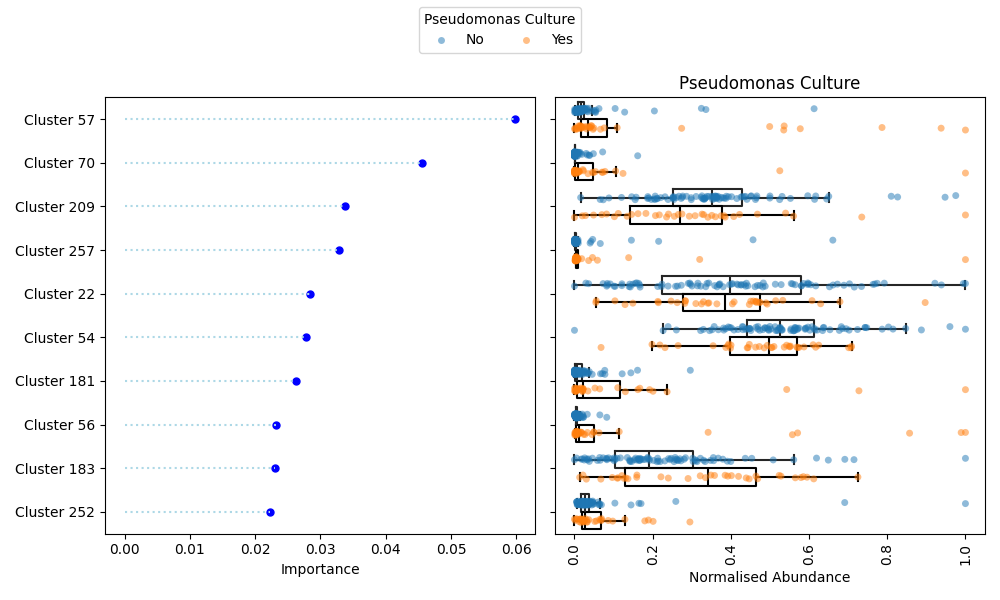 Pseudomonas Culture
No Yes
Pseudomonas Culture
Cluster 57
Cluster 70
Cluster 209
Cluster 257
Cluster 22
Cluster 54
Cluster 181
Cluster 56
Cluster 183
Cluster 252
0.00 0.01 0.02 0.03 0.04 0.05 0.06
Importance
0.0 0.2 0.4 0.6 0.8 1.0
Normalised Abundance